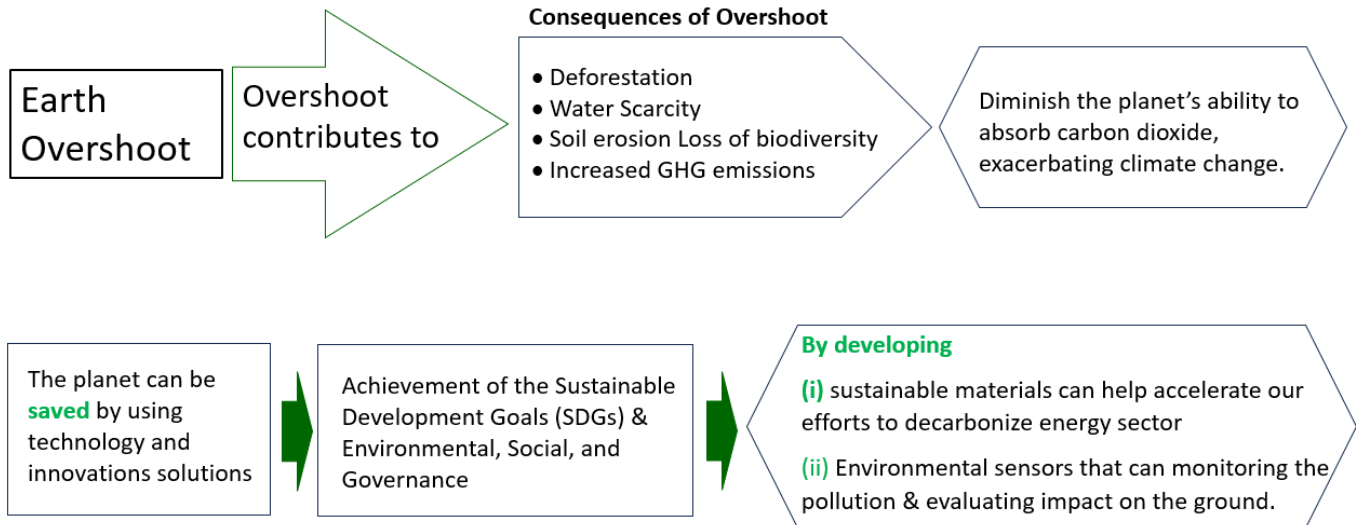 Earth
Overshoot
Overshoot
contributes to
Consequences of Overshoot
● Deforestation
● Water Scarcity
● Soil erosion Loss of biodiversity
● Increased GHG emissions
Diminish the planet’s ability to
absorb carbon dioxide,
exacerbating climate change.
The planet can be
saved by using
technology and
innovations solutions
Achievement of the Sustainable
Development Goals (SDGs) &
Environmental, Social, and
Governance
By developing
(i) sustainable materials can help accelerate our
efforts to decarbonize energy sector
(ii) Environmental sensors that can monitoring the
pollution & evaluating impact on the ground.